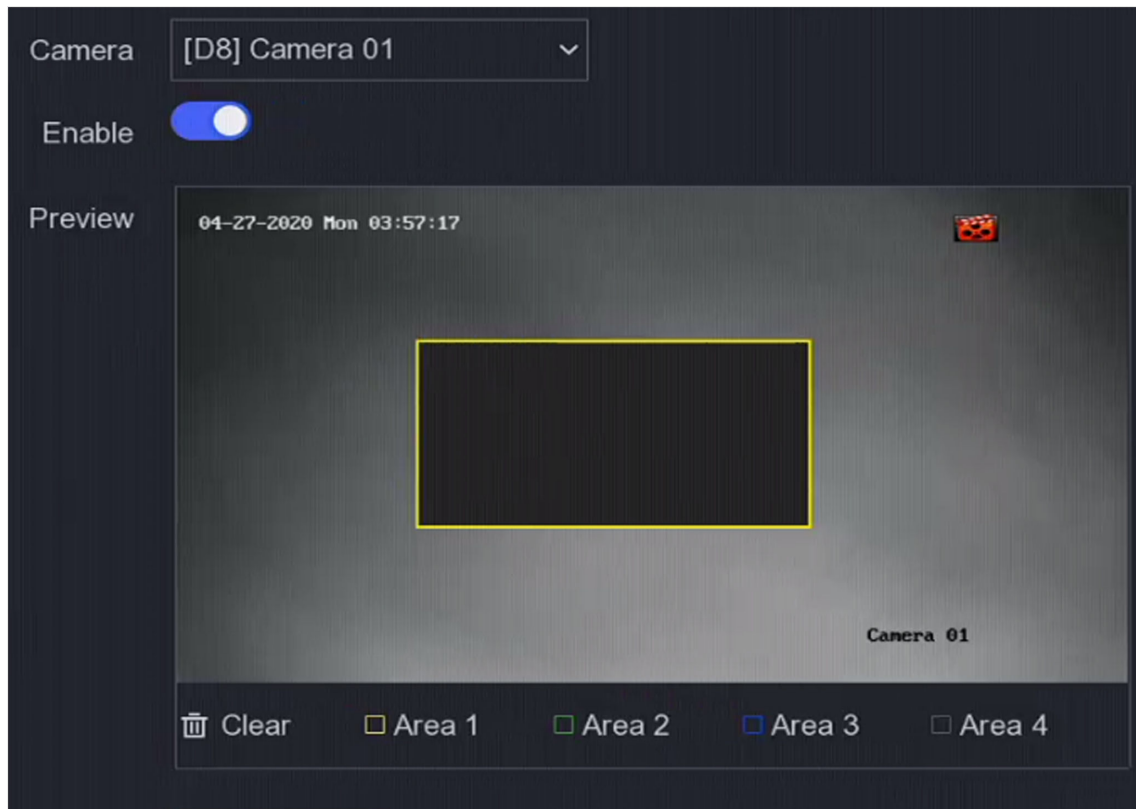 Camera [D8] Camera 01
Enable
Preview
04-27-2020 Mon 03:57:17
Camera 01
Clear Area 1 Area 2 Area 3 Area 4